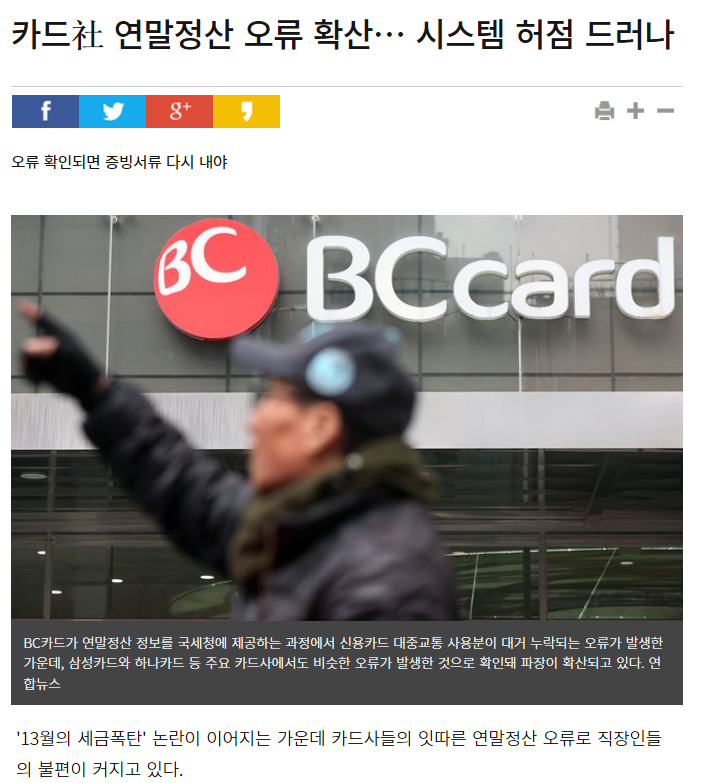 카드社 연말정산 오류 확산… 시스템 허점 드러나
f
g+
오류 확인되면 증빙서류 다시 내야
BC BCcard
BC카드가 연말정산 정보를 국세청에 제공하는 과정에서 신용카드 대중교통 사용분이 대거 누락되는 오류가 발생한
가운데, 삼성카드와 하나카드 등 주요 카드사에서도 비슷한 오류가 발생한 것으로 확인돼 파장이 확산되고 있다. 연
합뉴스
'13월의 세금폭탄' 논란이 이어지는 가운데 카드사들의 잇따른 연말정산 오류로 직장인들
의 불편이 커지고 있다.